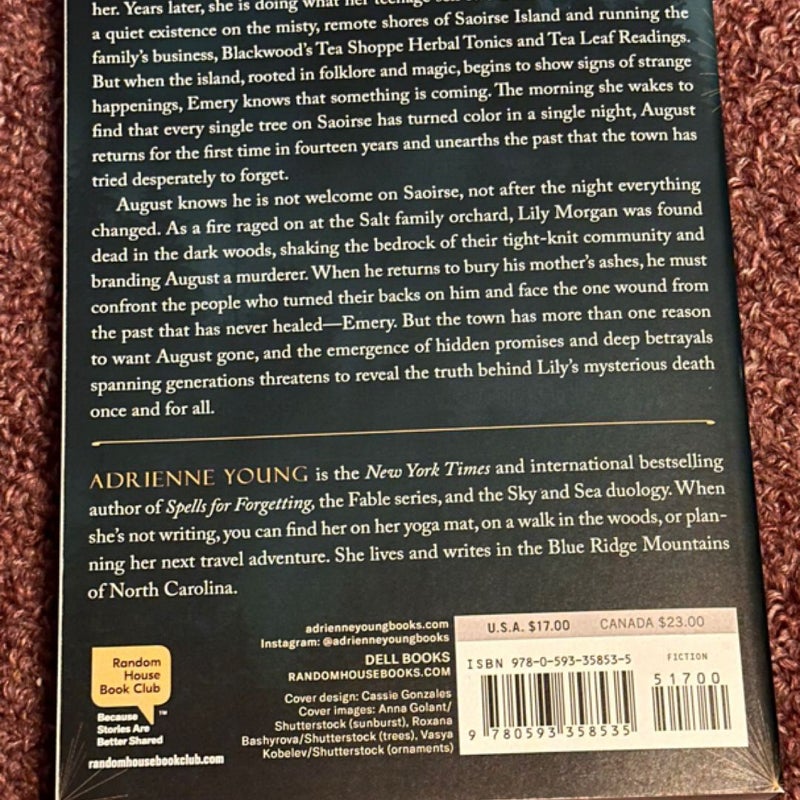 her. Years later, she is doing what her teenage
a quiet existence on the misty, remote shores of Saoirse Island and running the
family's business, Blackwood's Tea Shoppe Herbal Tonics and Tea Leaf Readings.
But when the island, rooted in folklore and magic, begins to show signs of strange
happenings, Emery knows that something is coming. The morning she wakes to
find that every single tree on Saoirse has turned color in a single night, August
returns for the first time in fourteen years and unearths the past that the town has
tried desperately to forget.
August knows he is not welcome on Saoirse, not after the night everything
changed. As a fire raged on at the Salt family orchard, Lily Morgan was found
dead in the dark woods, shaking the bedrock of their tight-knit community and
branding August a murderer. When he returns to bury his mother's ashes, he must
confront the people who turned their backs on him and face the one wound from
the past that has never healed—Emery. But the town has more than one reason
to want August gone, and the emergence of hidden promises and deep betrayals
spanning generations threatens to reveal the truth behind Lily's mysterious death
once and for all.
ADRIENNE YOUNG is the New York Times and international bestselling
author of Spells for Forgetting, the Fable series, and the Sky and Sea duology. When
she's not writing, you can find her on her yoga mat, on a walk in the woods, or plan-
ning her next travel adventure. She lives and writes in the Blue Ridge Mountains
of North Carolina.
adrienneyoungbooks.com
Instagram: @adrienneyoungbooks
DELL BOOKS
RANDOMHOUSEBOOKS.COM
Cover design: Cassie Gonzales
Cover images: Anna Golant/
Shutterstock (sunburst), Roxana
Bashyrova/Shutterstock (trees), Vasya
Kobelev/Shutterstock (ornaments)
Random
House
Book Club
Because
Stories Are
Better Shared
™
randomhousebookclub.com
U.S.A. $17.00 CANADA $23.00
ISBN 978-0-593-35853-5
FICTION
51700
9 780593 358535